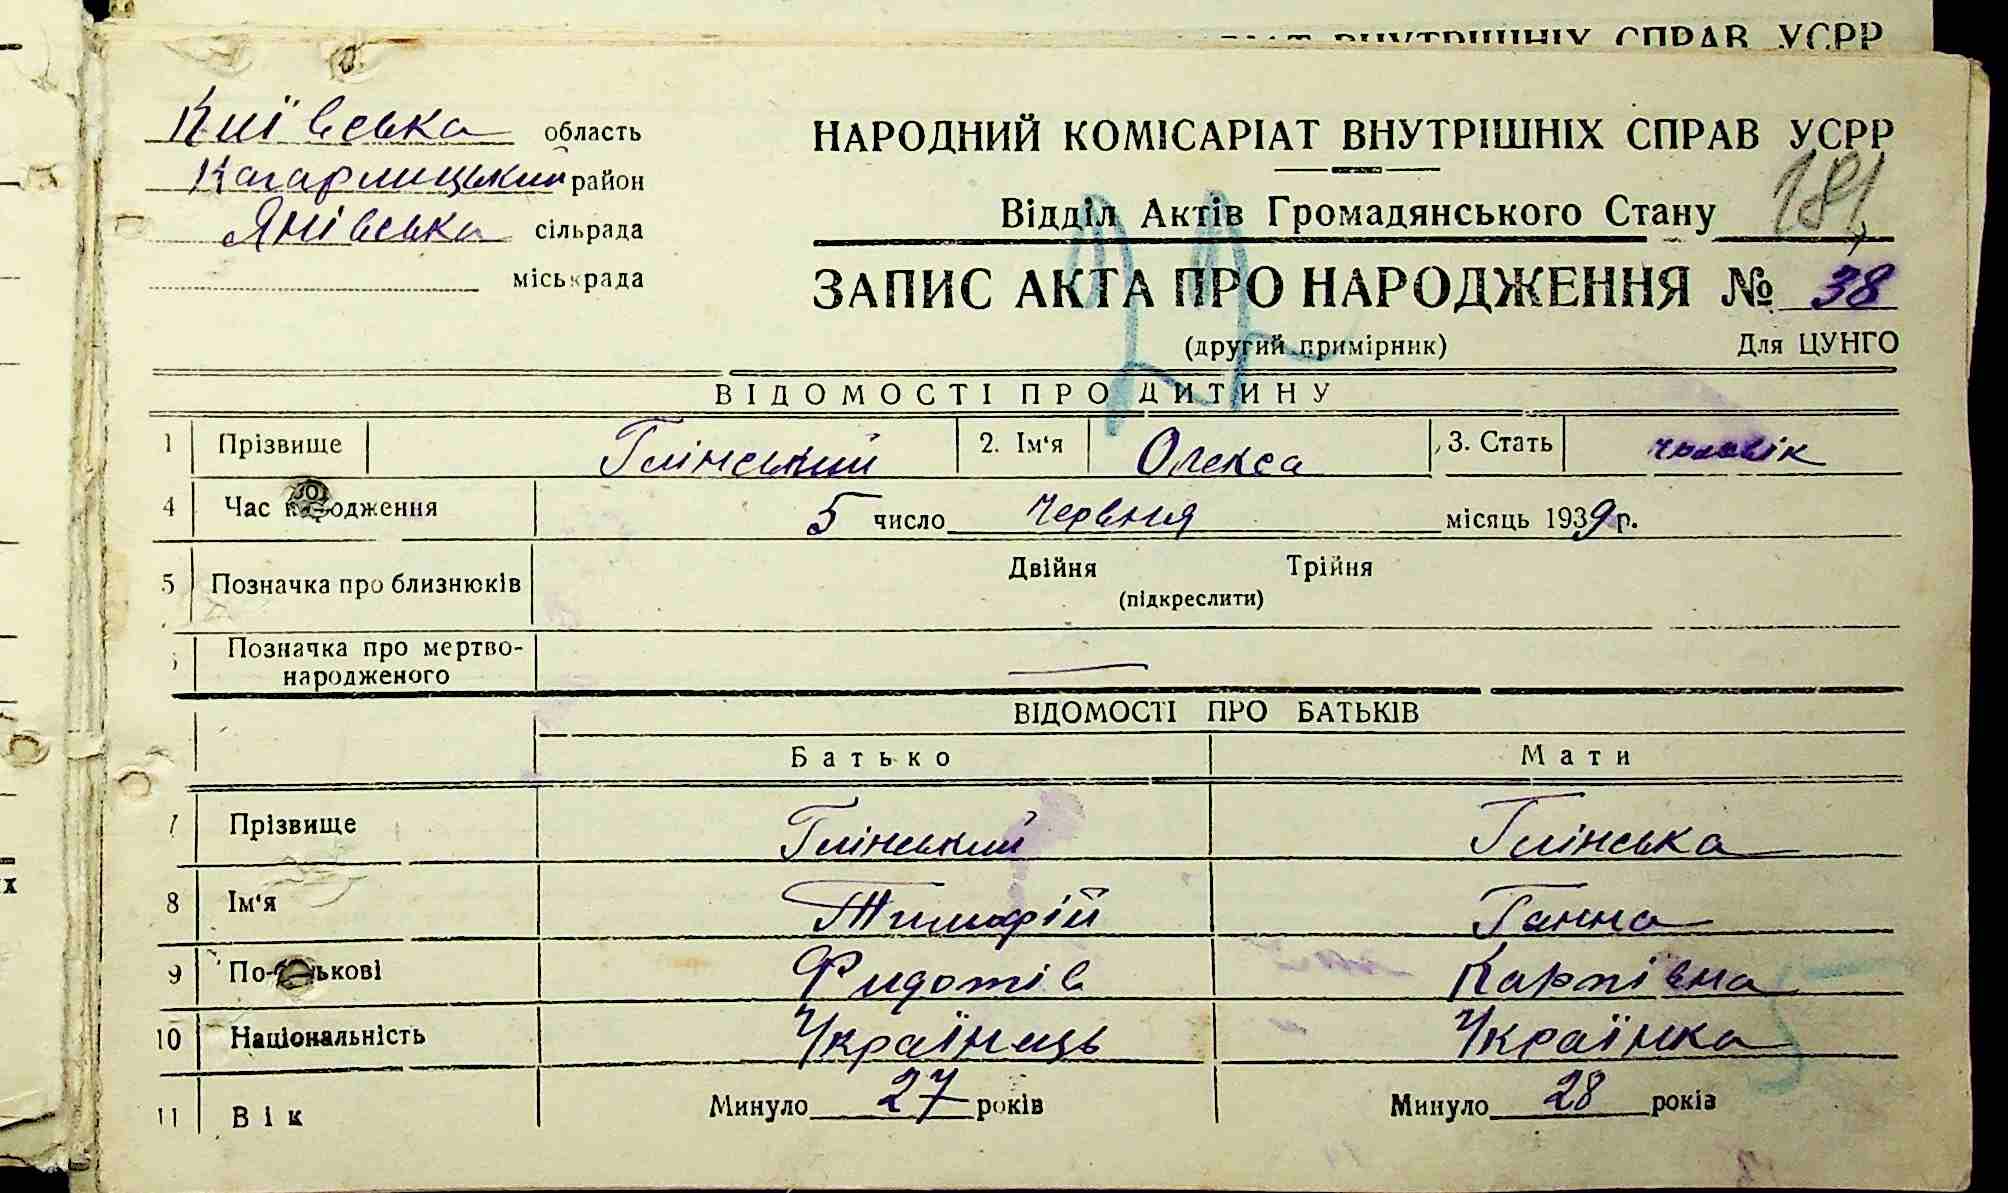 ВНУТРІШНІХ СПРАВ УСРР
Київська область
Кагарлицький район
Янівська сільрада
міськрада
НАРОДНИЙ КОМІСАРІАТ ВНУТРІШНІХ СПРАВ УСРР
181
Відділ Актів Громадянського Стану
ЗАПИС АКТА ПРО НАРОДЖЕННЯ № 38
(другий примірник) Для ЦУНГО
ВІДОМОСТІ ПРО ДИТИНУ
1 Прізвище Глінський 2. Ім'я Олекса 3. Стать чоловік
4 Час народження 5 число червня місяць 1939 р.
5 Позначка про близнюків Двійня Трійня
(підкреслити)
Позначка про мертво-
народженого —
ВІДОМОСТІ ПРО БАТЬКІВ
Батько Мати
7 Прізвище Глінський Глінська
8 Ім'я Тимофій Ганна
9 По-батькові Фидотів Карпівна
10 Національність Українець Українка
11 Вік Минуло 27 років Минуло 28 років